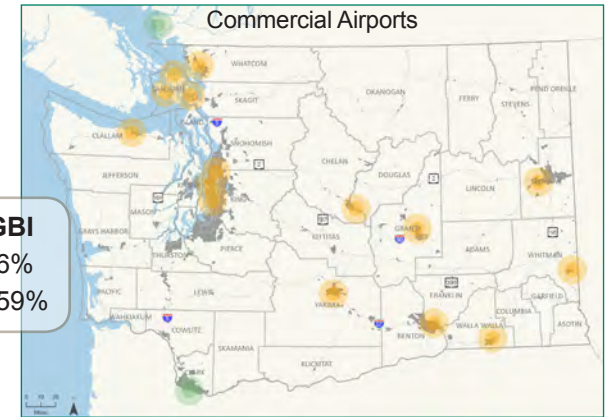 Commercial Airports
WHATCOM
SKAGIT
OKANOGAN
FERRY
STEVENS
PEND OREILLE
CLALLAM
SNOHOMISH
CHELAN
DOUGLAS
JEFFERSON
LINCOLN
MASON
KITTITAS
GRANT
GRAYS HARBOR
THURSTON
PIERCE
ADAMS
WHITMAN
PACIFIC
LEWIS
YAKIMA
FRANKLIN
GARFIELD
COLUMBIA
WAHKIAKUM
COWLITZ
BENTON
WALLA WALLA
ASOTIN
SKAMANIA
KLICKITAT
CLARK
GBI
6%
59%